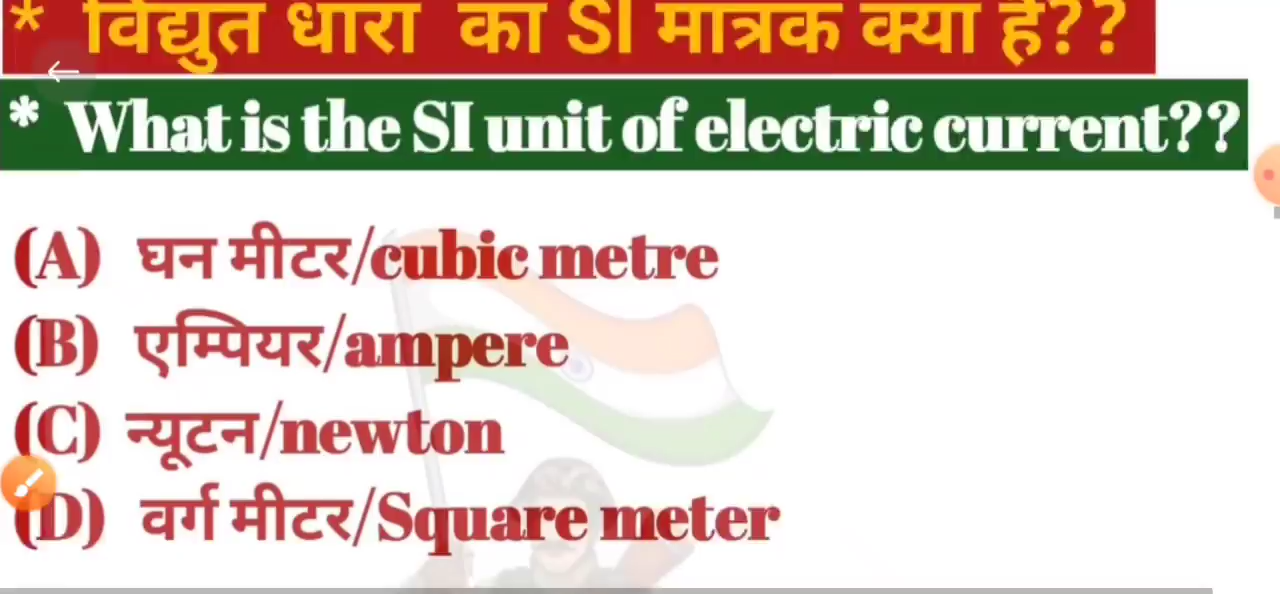 * विद्युत धारा का SI मात्रक क्या है??
* What is the SI unit of electric current??
(A) घन मीटर/cubic metre
(B) एम्पियर/ampere
(C) न्यूटन/newton
(D) वर्ग मीटर/Square meter